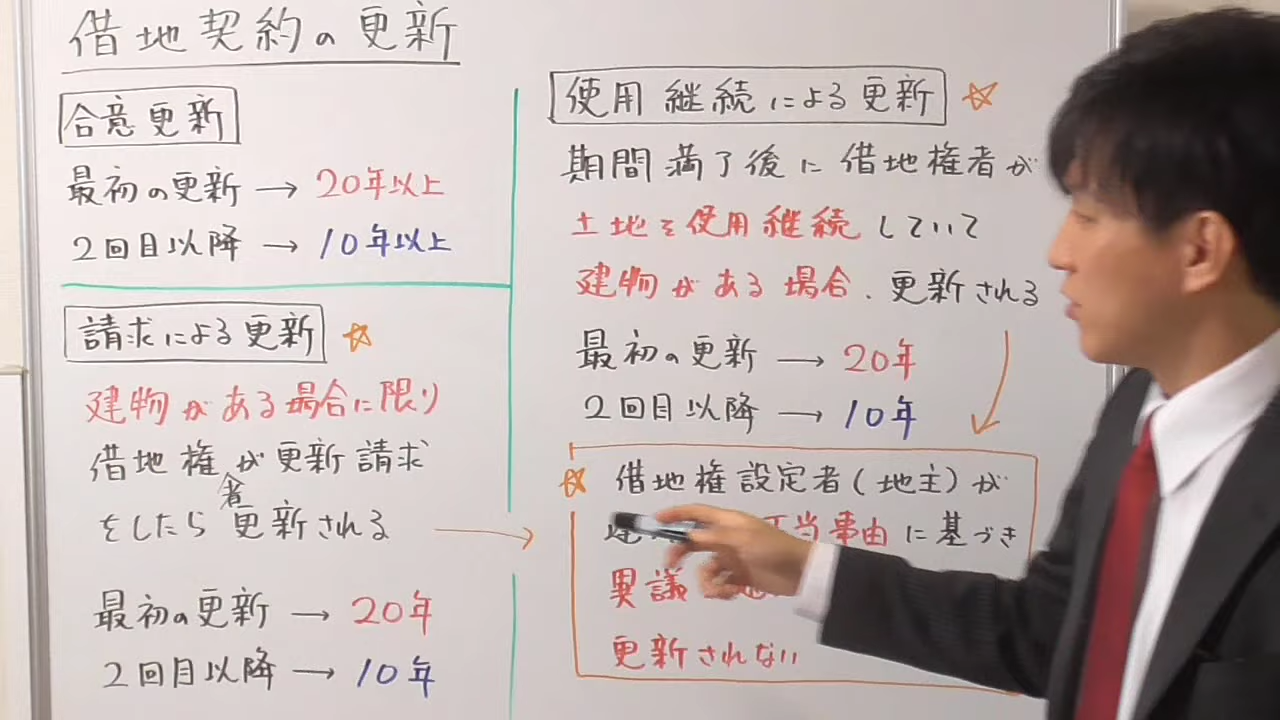 借地契約の更新
合意更新
最初の更新 → 20年以上
2回目以降 → 10年以上
請求による更新 ☆
建物がある場合に限り
借地権者が更新請求
をしたら更新される
最初の更新 → 20年
2回目以降 → 10年
使用継続による更新 ☆
期間満了後に借地権者が
土地を使用継続していて
建物がある場合、更新される
最初の更新 → 20年
2回目以降 → 10年
☆ 借地権設定者(地主)が
正当事由に基づき
異議
更新されない